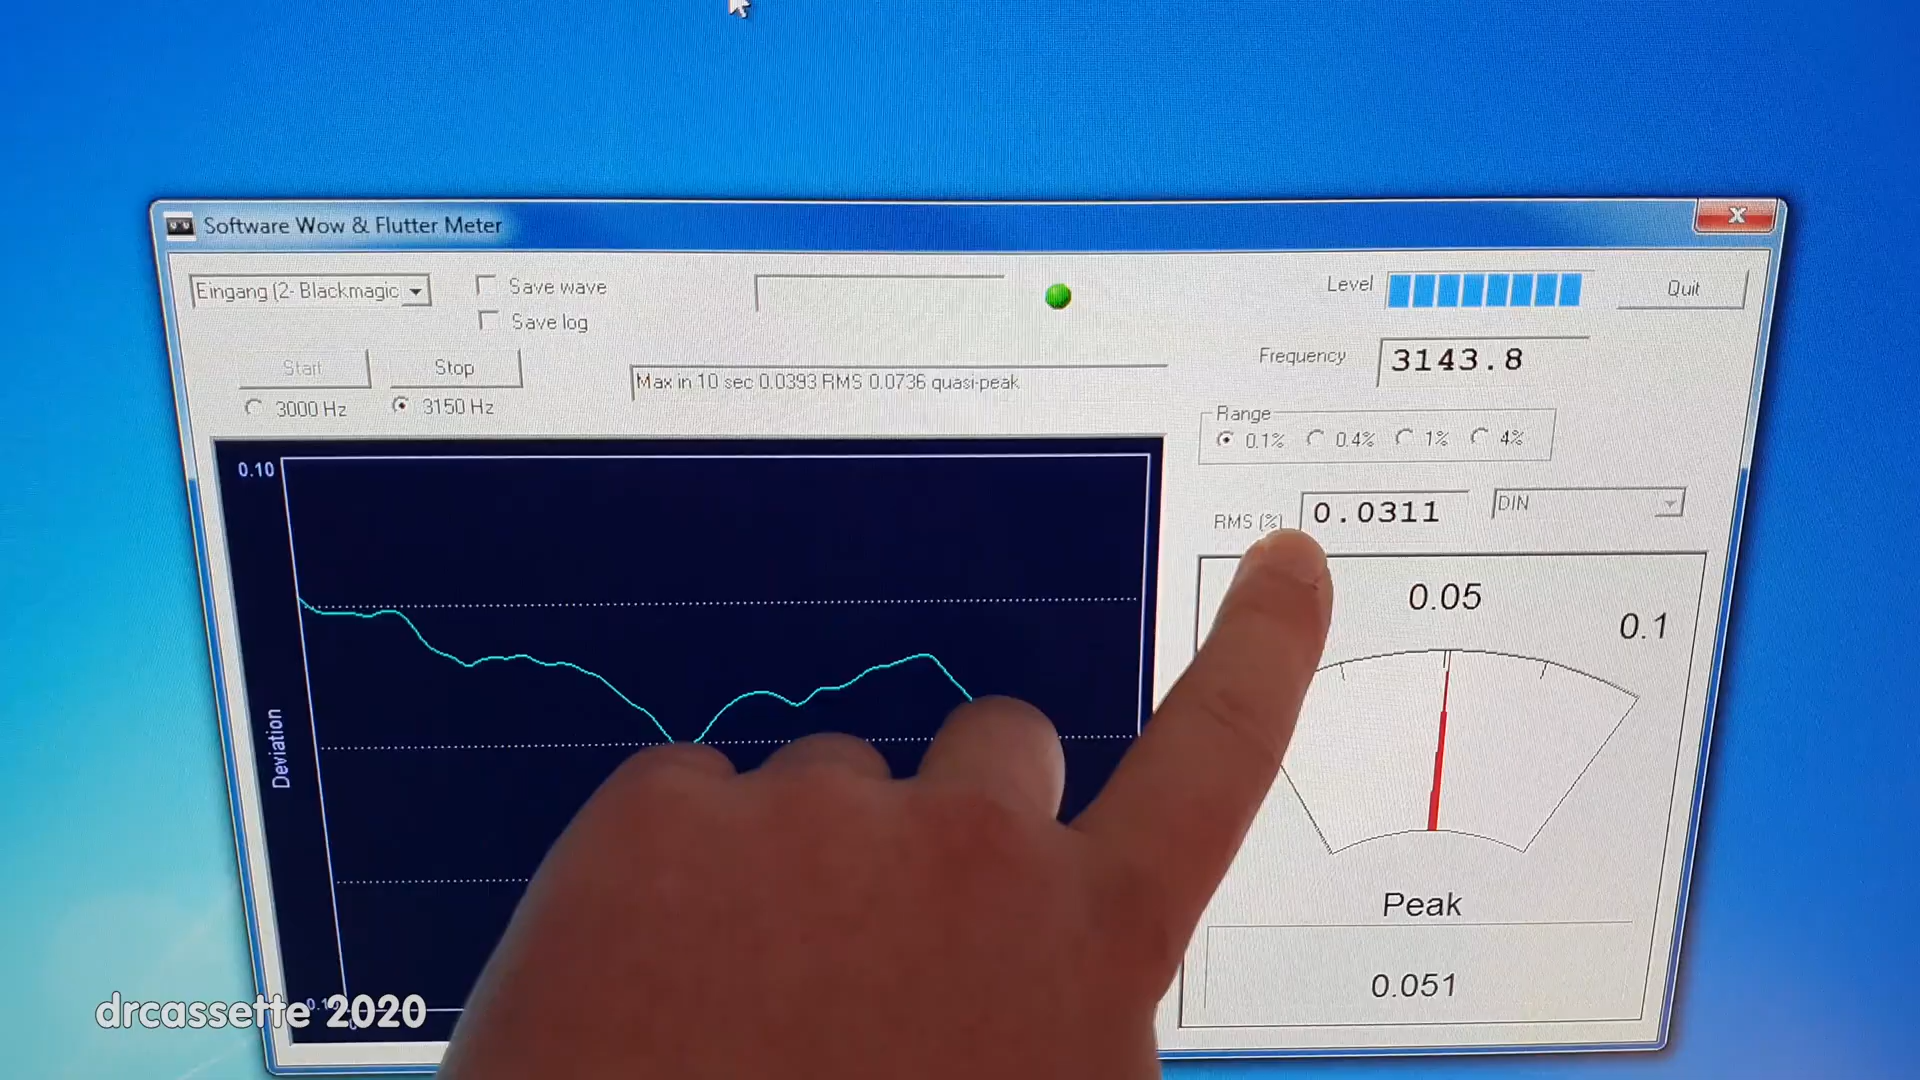 Software Wow & Flutter Meter
Eingang (2- Blackmagic
Save wave
Save log
Level
Quit
Start
Stop
3000 Hz
3150 Hz
Max in 10 sec 0.0393 RMS 0.0736 quasi-peak
Frequency
3143.8
Range
0.1%
0.4%
1%
4%
RMS (%)
0.0311
DIN
0.10
Deviation
0.05
0.1
Peak
0.051
drcassette 2020